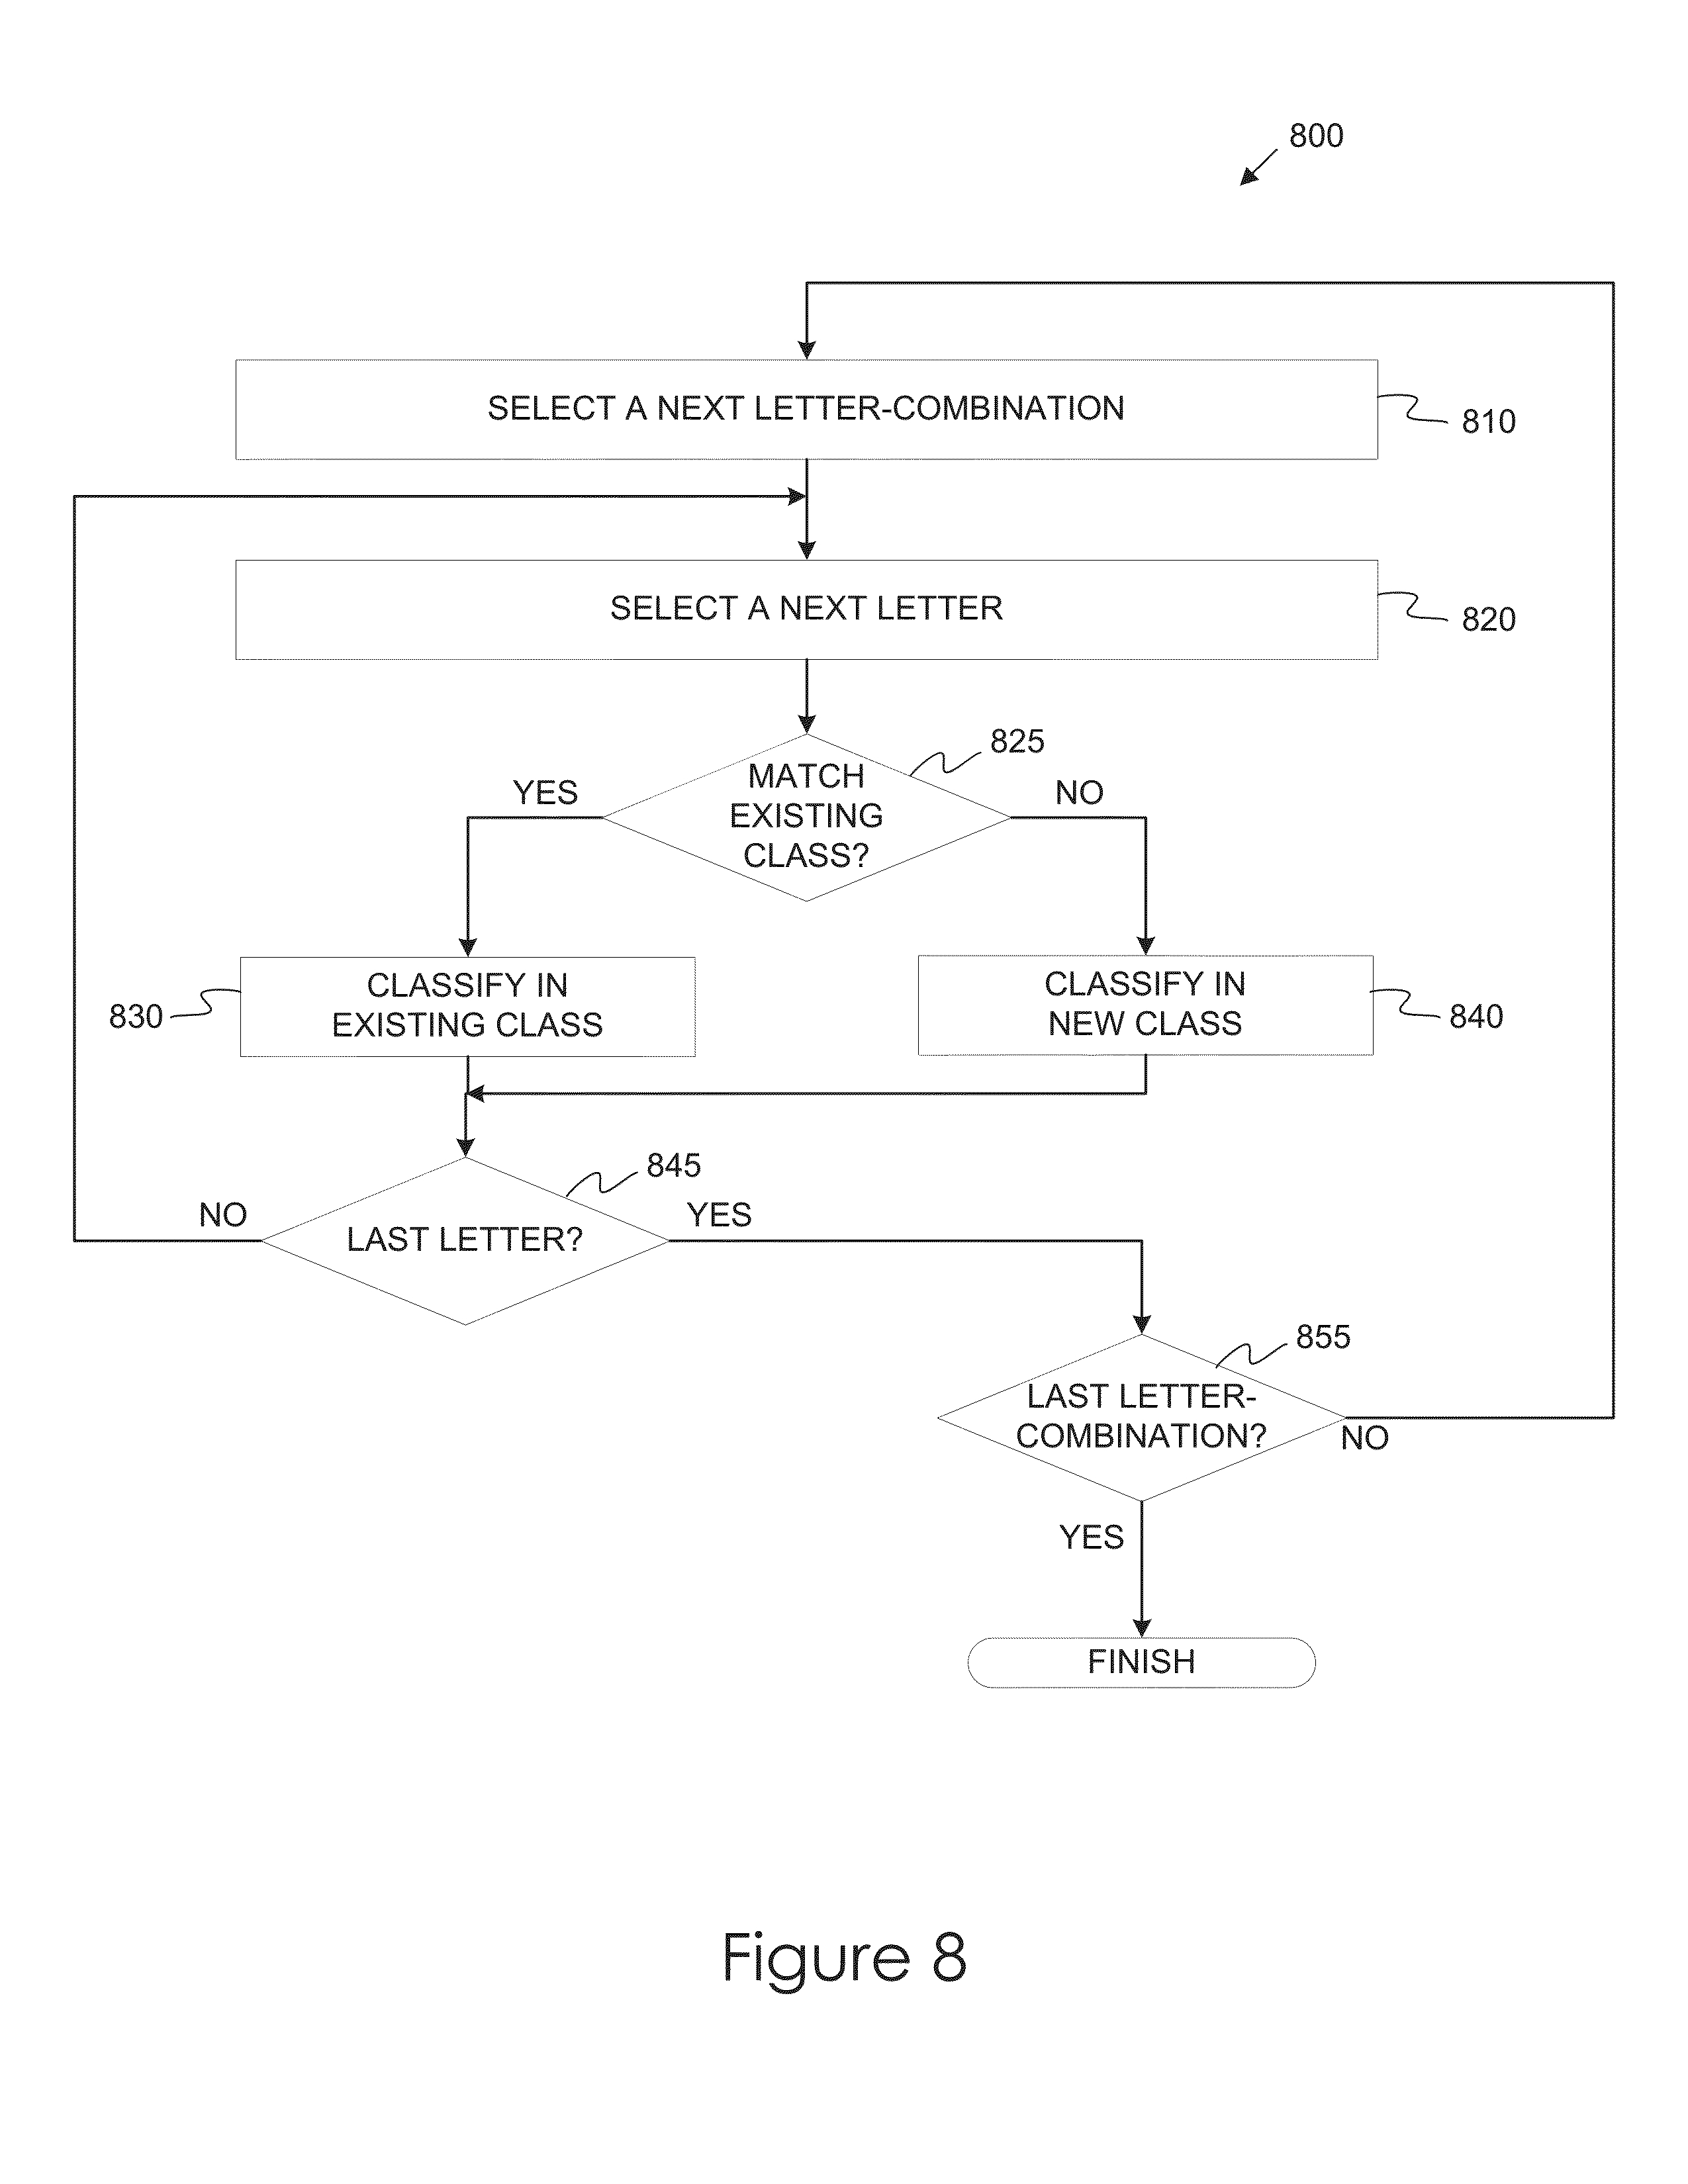 800
SELECT A NEXT LETTER-COMBINATION
810
SELECT A NEXT LETTER
820
825
YES
MATCH
EXISTING
CLASS?
NO
CLASSIFY IN
EXISTING CLASS
830
CLASSIFY IN
NEW CLASS
840
845
NO
LAST LETTER?
YES
855
LAST LETTER-
COMBINATION?
NO
YES
FINISH
Figure 8